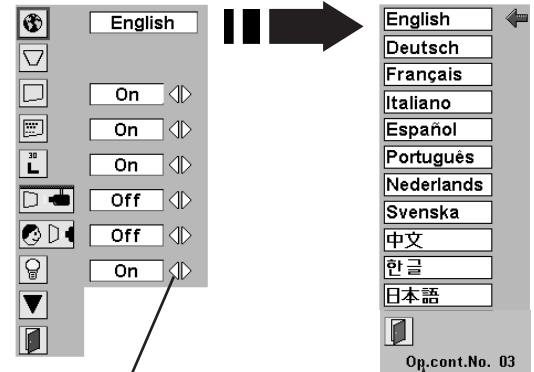 English
On
On
30
L
On
Off
Off
On
English
Deutsch
Français
Italiano
Español
Português
Nederlands
Svenska
中文
한글
日本語
Op.cont.No. 03